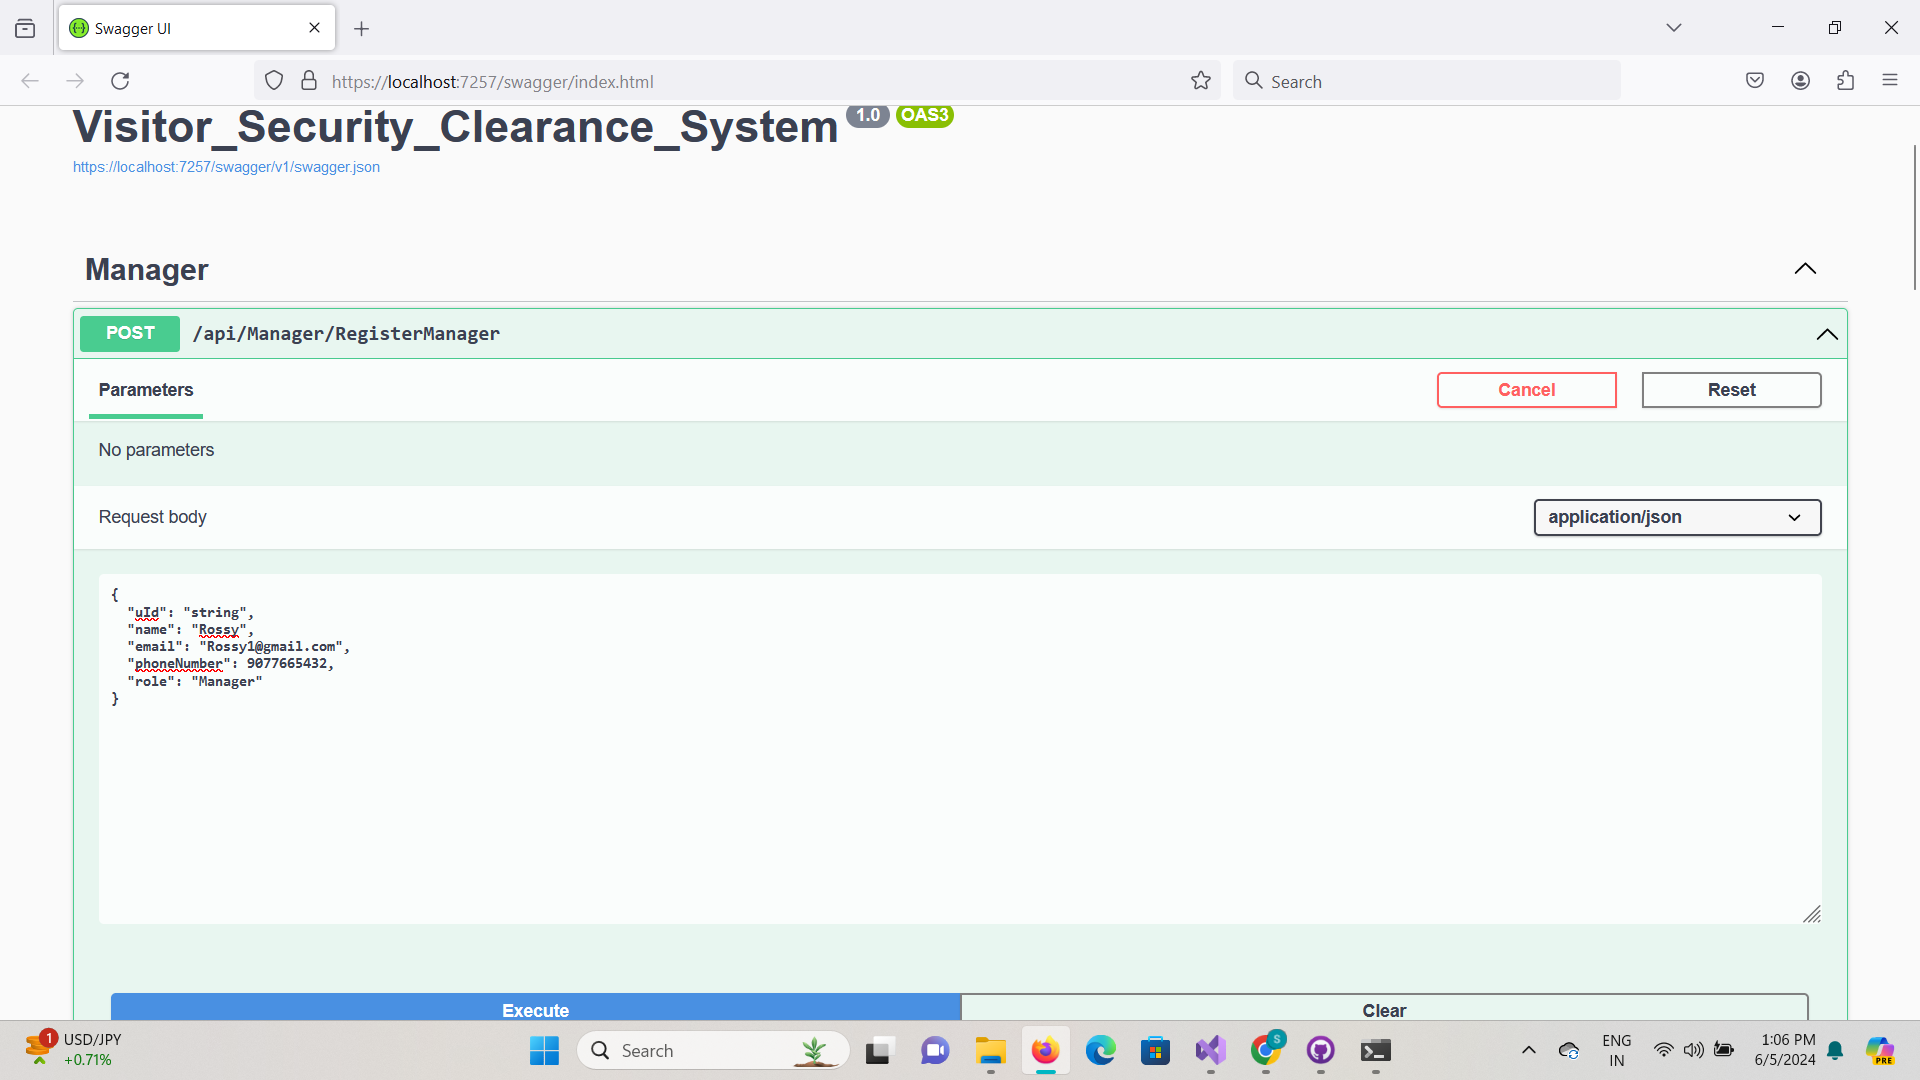 Swagger UI
https://localhost:7257/swagger/index.html
Search
Visitor_Security_Clearance_System 1.0 OAS3
https://localhost:7257/swagger/v1/swagger.json
Manager
POST /api/Manager/RegisterManager
Parameters
Cancel
Reset
No parameters
Request body
application/json
{
"uId": "string",
"name": "Rossy",
"email": "Rossy1@gmail.com",
"phoneNumber": 9077665432,
"role": "Manager"
}
Execute
Clear
1
USD/JPY
+0.71%
Search
S
ENG
IN
1:06 PM
6/5/2024
PRE